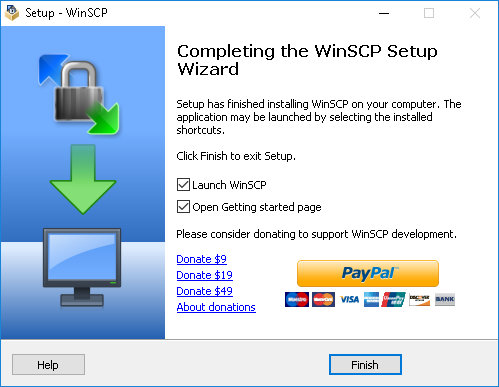 Setup - WinSCP
Completing the WinSCP Setup
Wizard
Setup has finished installing WinSCP on your computer. The
application may be launched by selecting the installed
shortcuts.
Click Finish to exit Setup.
Launch WinSCP
Open Getting started page
Please consider donating to support WinSCP development.
Donate $9
Donate $19
Donate $49
About donations
PayPal
Maestro
MasterCard
VISA
DISCOVER
BANK
Help
Finish